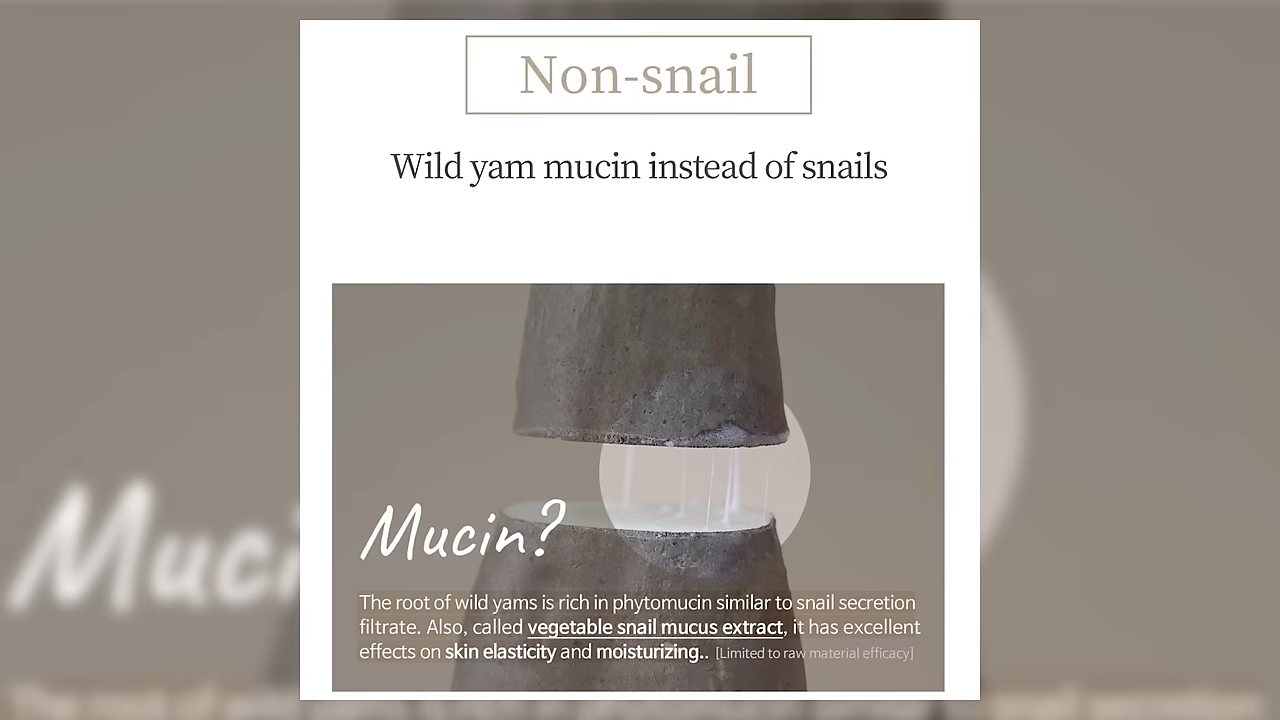 Non-snail
Wild yam mucin instead of snails
Mucin?
The root of wild yams is rich in phytomucin similar to snail secretion
filtrate. Also, called vegetable snail mucus extract, it has excellent
effects on skin elasticity and moisturizing.. [Limited to raw material efficacy]